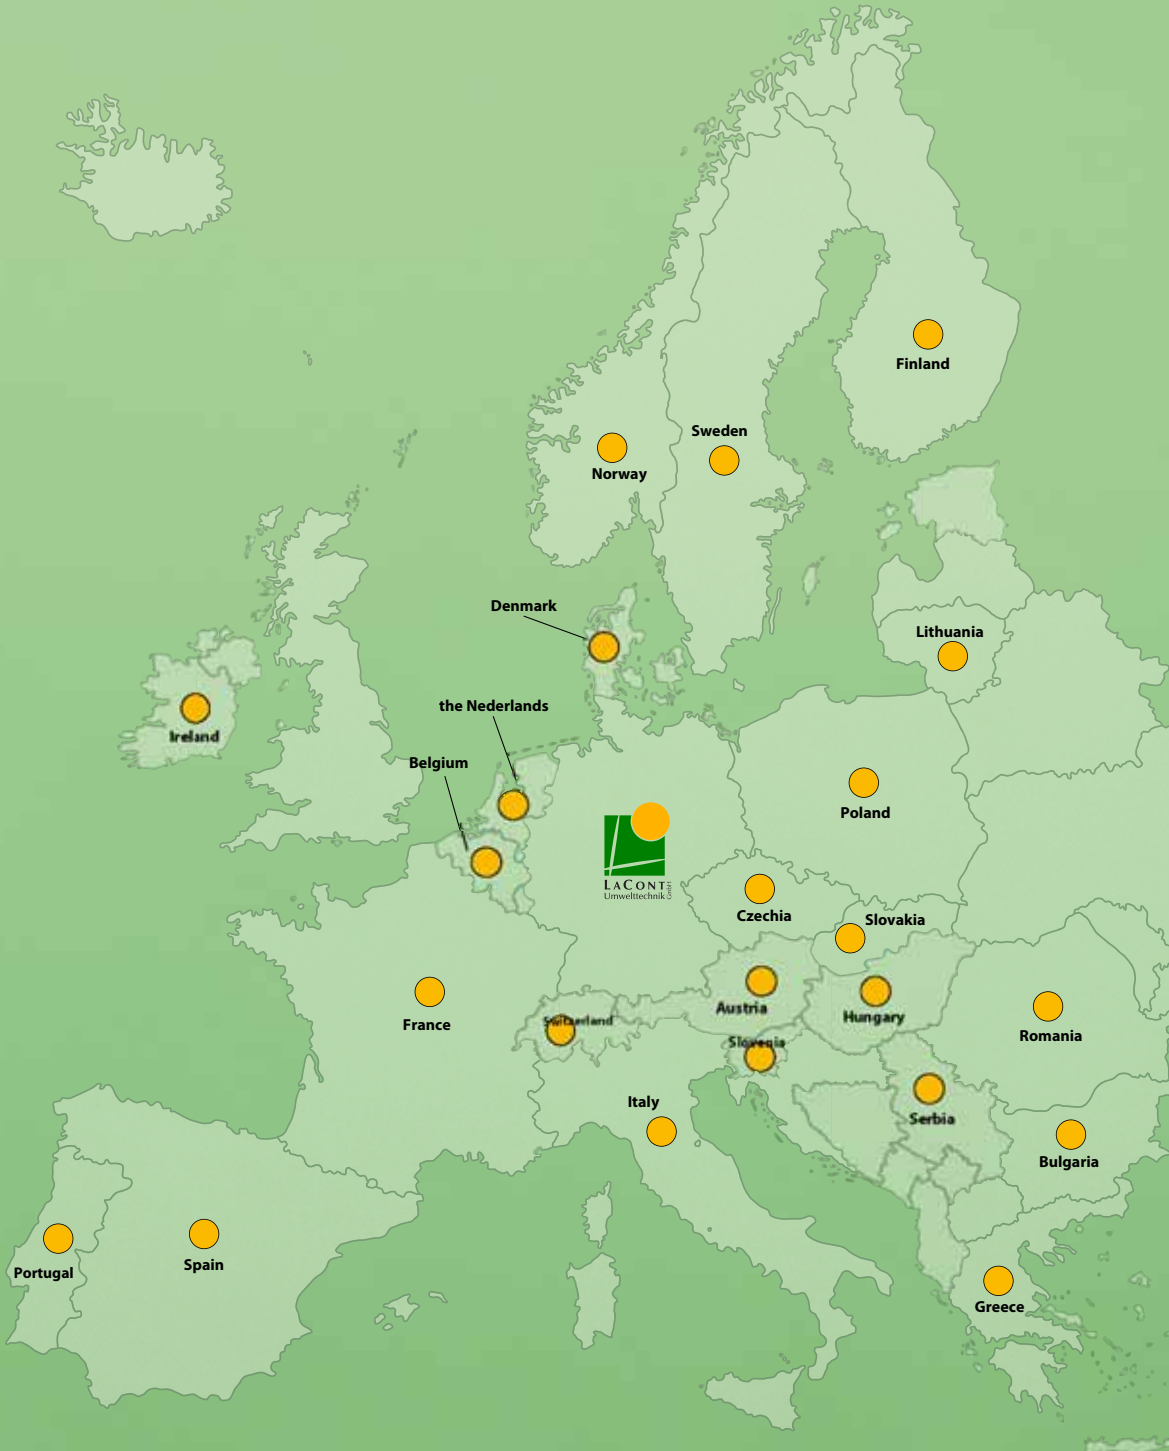 Finland
Sweden
Norway
Denmark
Lithuania
the Nederlands
Ireland
Belgium
Poland
LACONT
Umwelttechnik GmbH
Czechia
Slovakia
Austria
Hungary
France
Switzerland
Romania
Slovenia
Italy
Serbia
Bulgaria
Portugal
Spain
Greece